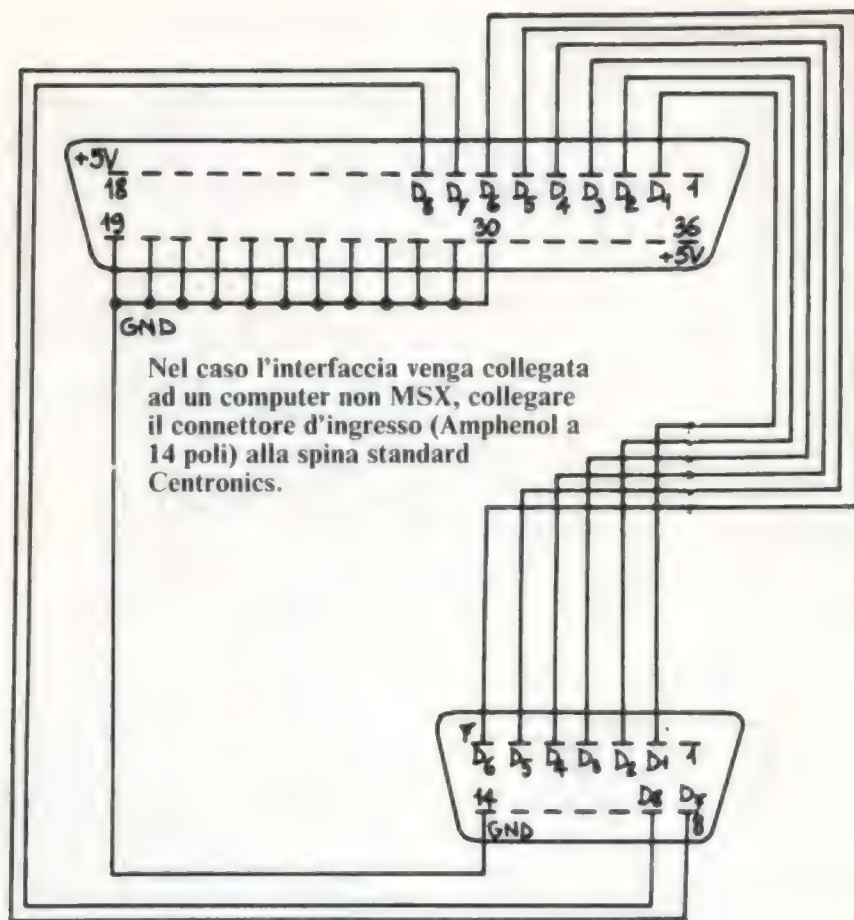 +5V
18 D8 D7 D6 D5 D4 D3 D2 D1 1
19 30 36
+5V
GND
Nel caso l'interfaccia venga collegata
ad un computer non MSX, collegare
il connettore d'ingresso (Amphenol a
14 poli) alla spina standard
Centronics.
7
D6 D5 D4 D3 D2 D1 1
14 D8 D7
GND 8